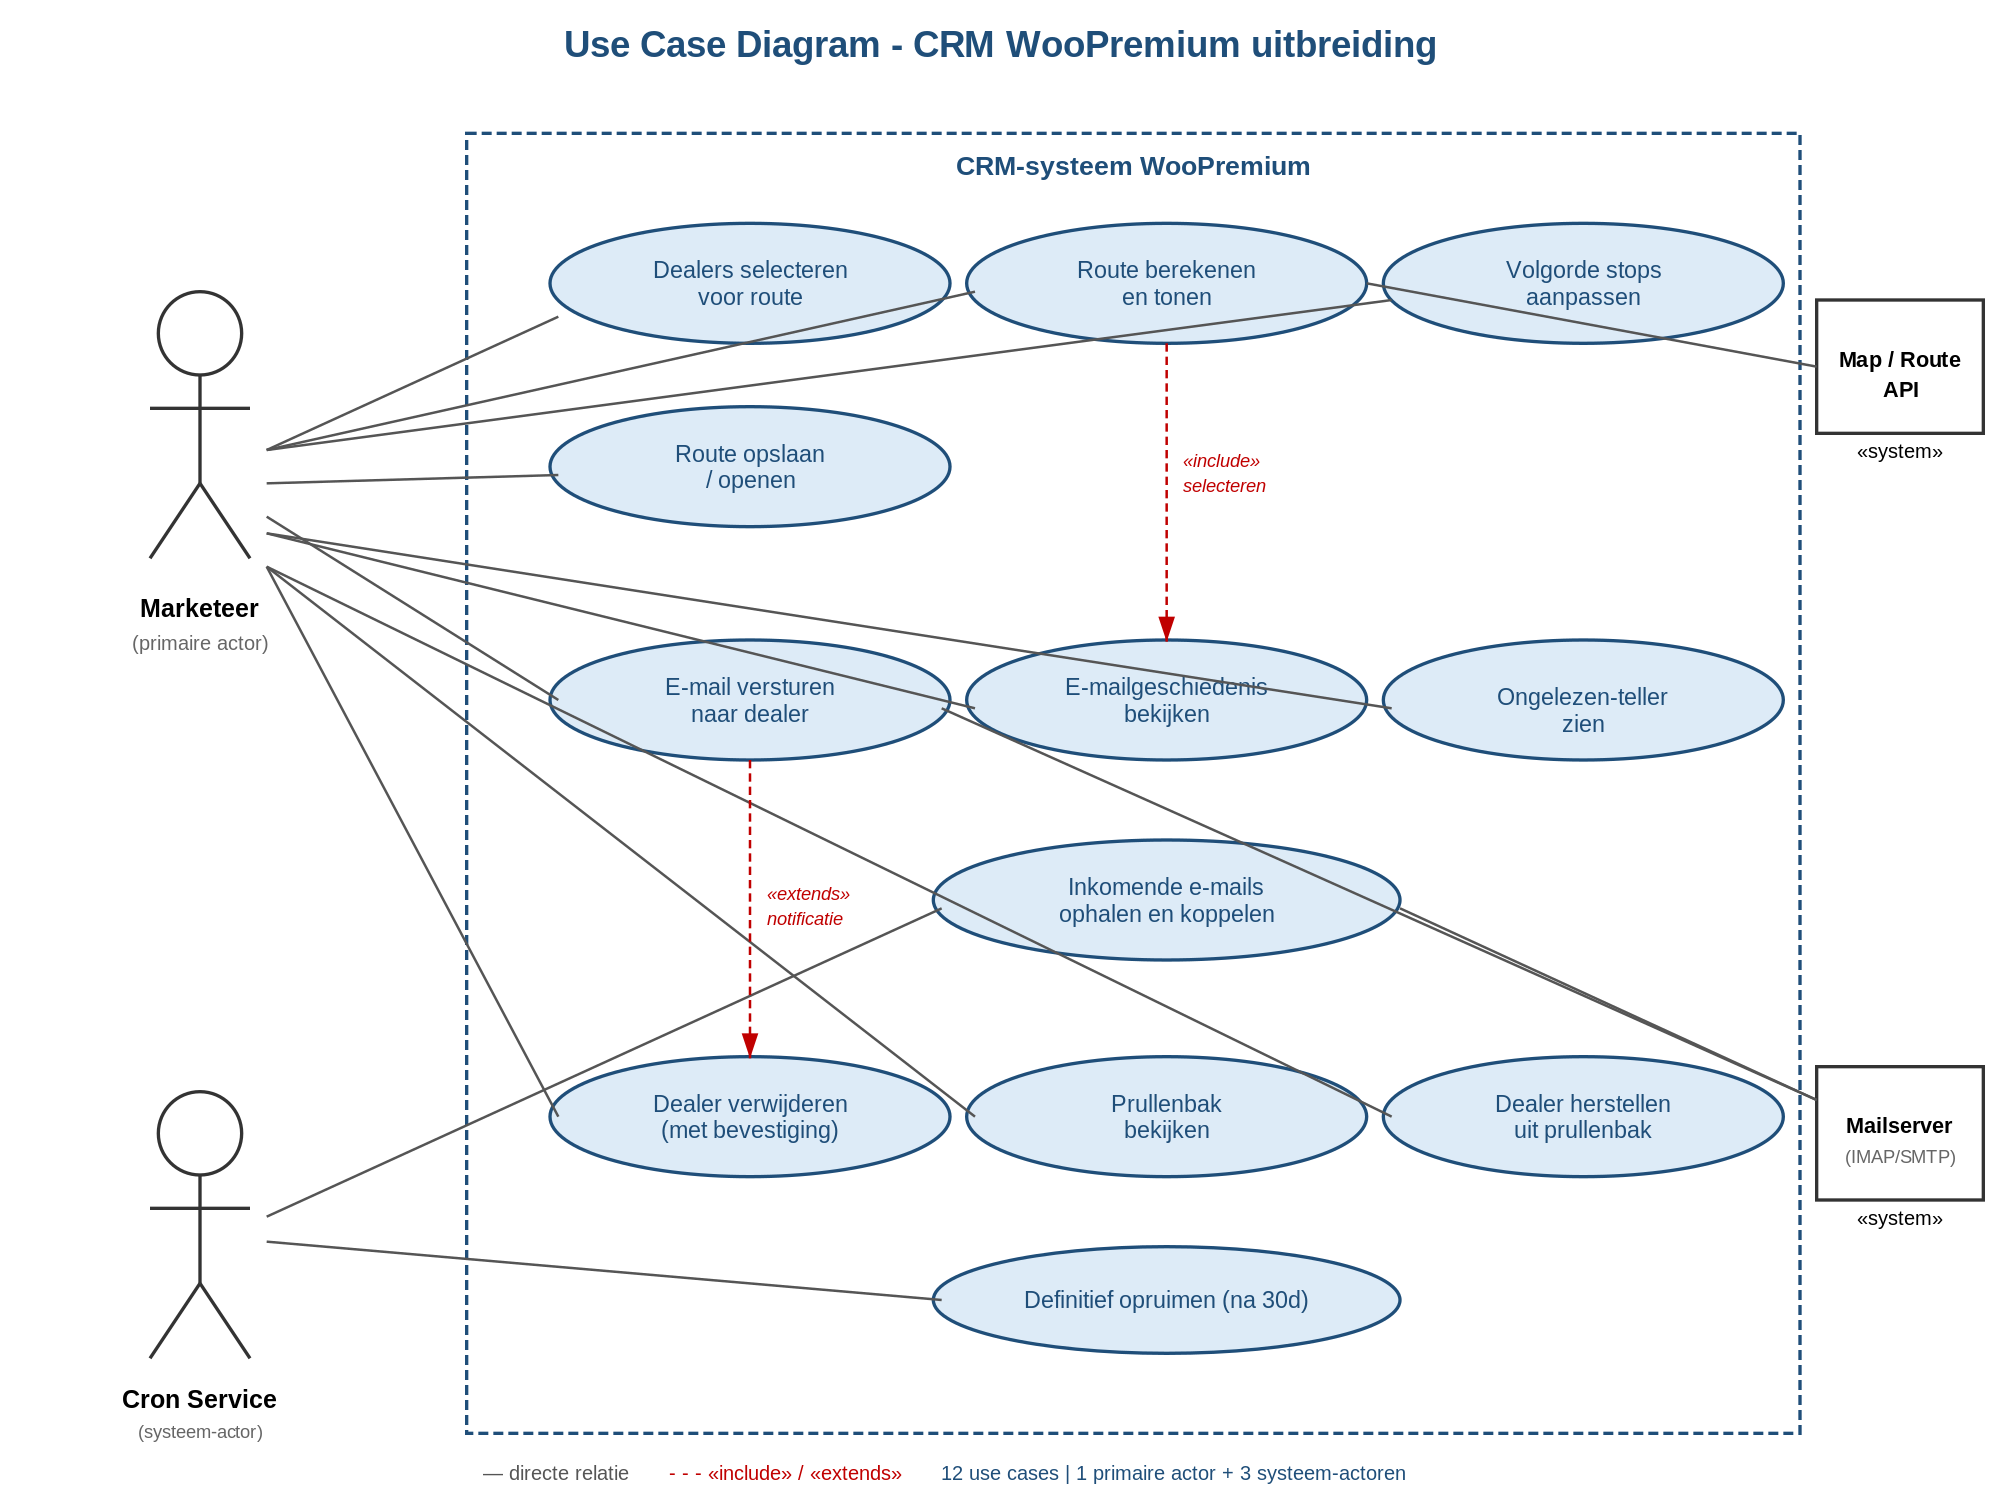 Use Case Diagram - CRM WooPremium uitbreiding
CRM-systeem WooPremium
Dealers selecteren
voor route
Route berekenen
en tonen
Volgorde stops
aanpassen
Map / Route
API
«system»
Route opslaan
/ openen
«include»
selecteren
Marketeer
(primaire actor)
E-mail versturen
naar dealer
E-mailgeschiedenis
bekijken
Ongelezen-teller
zien
Inkomende e-mails
ophalen en koppelen
«extends»
notificatie
Dealer verwijderen
(met bevestiging)
Prullenbak
bekijken
Dealer herstellen
uit prullenbak
Mailserver
(IMAP/SMTP)
«system»
Definitief opruimen (na 30d)
Cron Service
(systeem-actor)
— directe relatie - - - «include» / «extends» 12 use cases | 1 primaire actor + 3 systeem-actoren